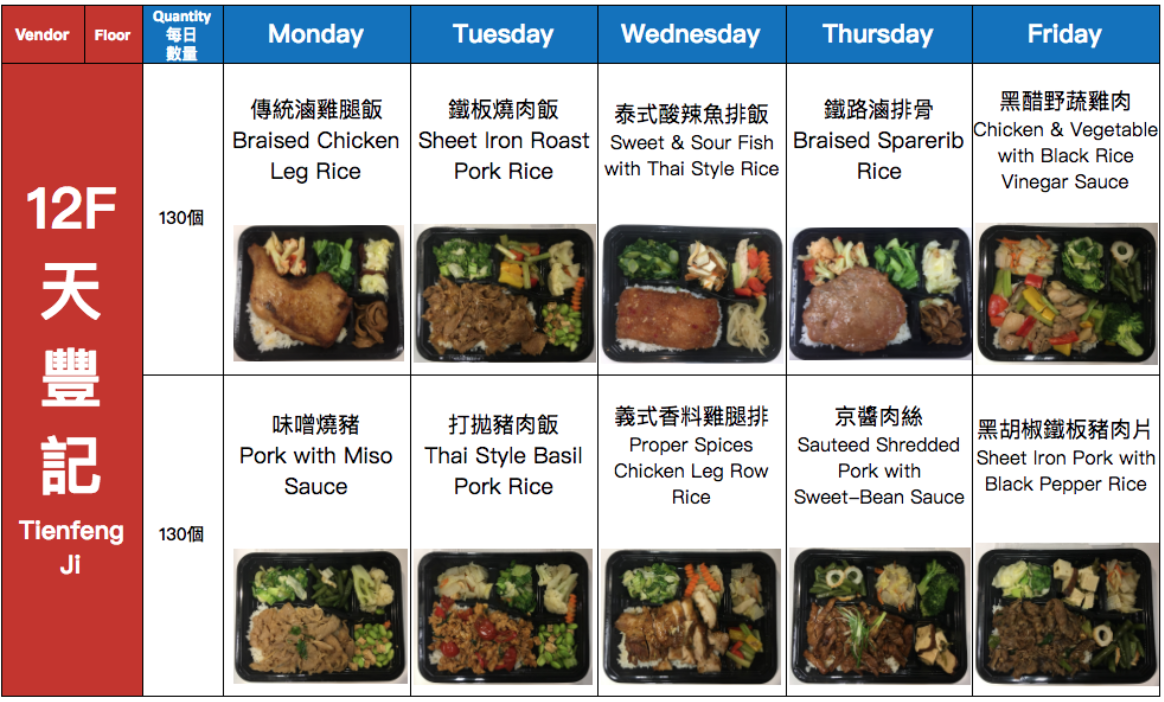 Vendor
Floor
Quantity
每日
數量
Monday
Tuesday
Wednesday
Thursday
Friday
12F
天
豐
記
Tienfeng
Ji
130個
傳統滷雞腿飯
Braised Chicken
Leg Rice
鐵板燒肉飯
Sheet Iron Roast
Pork Rice
泰式酸辣魚排飯
Sweet & Sour Fish
with Thai Style Rice
鐵路滷排骨
Braised Sparerib
Rice
黑醋野蔬雞肉
Chicken & Vegetable
with Black Rice
Vinegar Sauce
130個
味噌燒豬
Pork with Miso
Sauce
打拋豬肉飯
Thai Style Basil
Pork Rice
義式香料雞腿排
Proper Spices
Chicken Leg Row
Rice
京醬肉絲
Sauteed Shredded
Pork with
Sweet-Bean Sauce
黑胡椒鐵板豬肉片
Sheet Iron Pork with
Black Pepper Rice